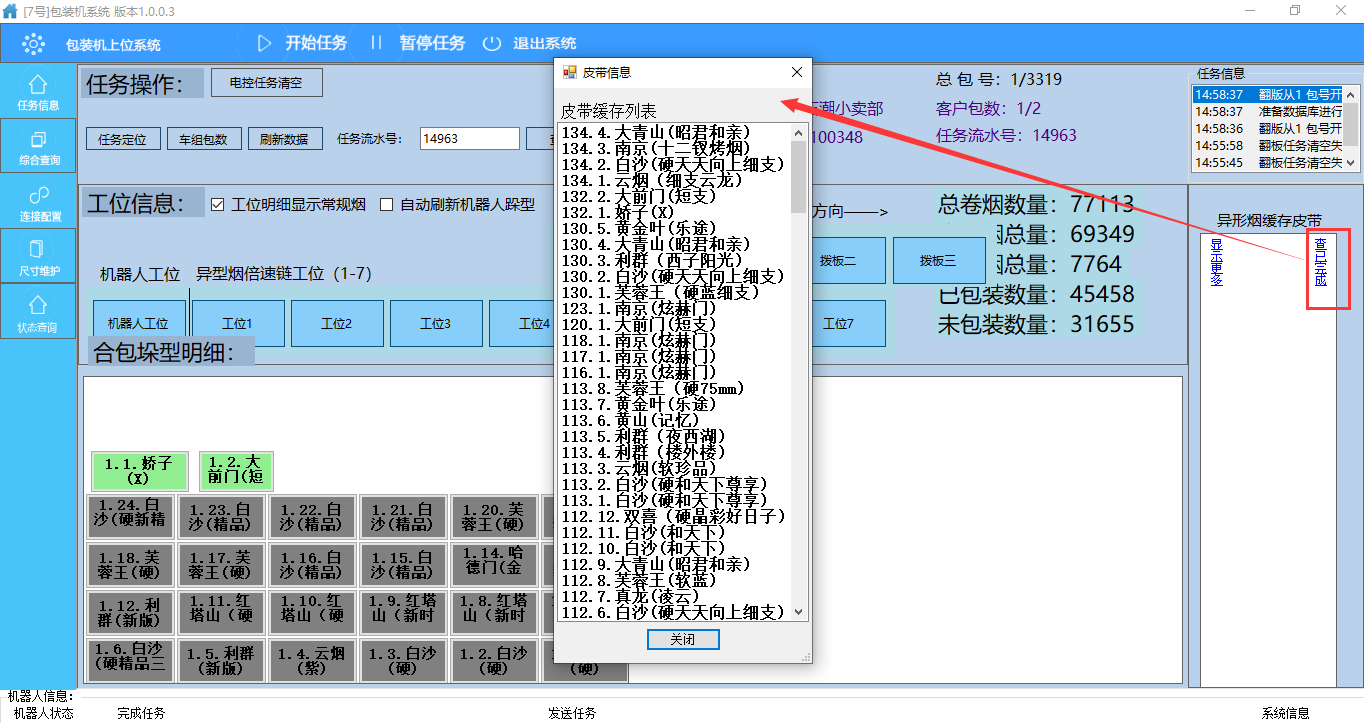 [7号]包装机系统 版本1.0.0.3
包装机上位系统
开始任务
暂停任务
退出系统
任务信息
综合查询
连接配置
尺寸维护
状态查询
任务操作：
电控任务清空
任务定位
车组包数
刷新数据
任务流水号：
14963
潮小卖部
100348
总 包 号：1/3319
客户包数：1/2
任务流水号：14963
任务信息
14:58:37 翻版从1 包号开
14:58:37 准备数据库进行
14:58:36 翻版从1 包号开
14:55:58 翻板任务清空失
14:55:45 翻板任务清空失
工位信息：
工位明细显示常规烟
自动刷新机器人跺型
方向——>
机器人工位
异型烟倍速链工位（1-7）
拨板二
拨板三
机器人工位
工位1
工位2
工位3
工位4
工位7
总卷烟数量：77113
烟总量：69349
烟总量：7764
已包装数量：45458
未包装数量：31655
异形烟缓存皮带
显示更多
查已完成
合包垛型明细：
1.1.娇子
(X)
1.2.大
前门(短
1.24.白
沙(硬新精
1.23.白
沙(精品)
1.22.白
沙(精品)
1.21.白
沙(精品)
1.20.芙
蓉王(硬)
1.18.芙
蓉王(硬)
1.17.芙
蓉王(硬)
1.16.白
沙(精品)
1.15.白
沙(精品)
1.14.哈
德门(金
1.12.利
群(新版)
1.11.红
塔山（硬
1.10.红
塔山（硬
1.9.红塔
山（新时
1.8.红塔
山（新时
1.6.白沙
(硬精品三
1.5.利群
(新版)
1.4.云烟
(紫)
1.3.白沙
(硬)
1.2.白沙
(硬)
(硬)
皮带信息
皮带缓存列表
134.4.大青山(昭君和亲)
134.3.南京(十二钗烤烟)
134.2.白沙(硬天天向上细支)
134.1.云烟（细支云龙)
132.2.大前门(短支)
132.1.娇子(X)
130.5.黄金叶(乐途)
130.4.大青山(昭君和亲)
130.3.利群（西子阳光)
130.2.白沙(硬天天向上细支)
130.1.芙蓉王（硬蓝细支)
123.1.南京(炫赫门)
120.1.大前门(短支)
118.1.南京(炫赫门)
117.1.南京(炫赫门)
116.1.南京(炫赫门)
113.8.芙蓉王（硬75mm)
113.7.黄金叶(乐途)
113.6.黄山(记忆)
113.5.利群（夜西湖)
113.4.利群（楼外楼)
113.3.云烟(软珍品)
113.2.白沙(硬和天下尊享)
113.1.白沙(硬和天下尊享)
112.12.双喜（硬晶彩好日子)
112.11.白沙(和天下)
112.10.白沙(和天下)
112.9.大青山(昭君和亲)
112.8.芙蓉王(软蓝)
112.7.真龙(凌云)
112.6.白沙(硬天天向上细支)
关闭
机器人信息：
机器人状态
完成任务
发送任务
系统信息